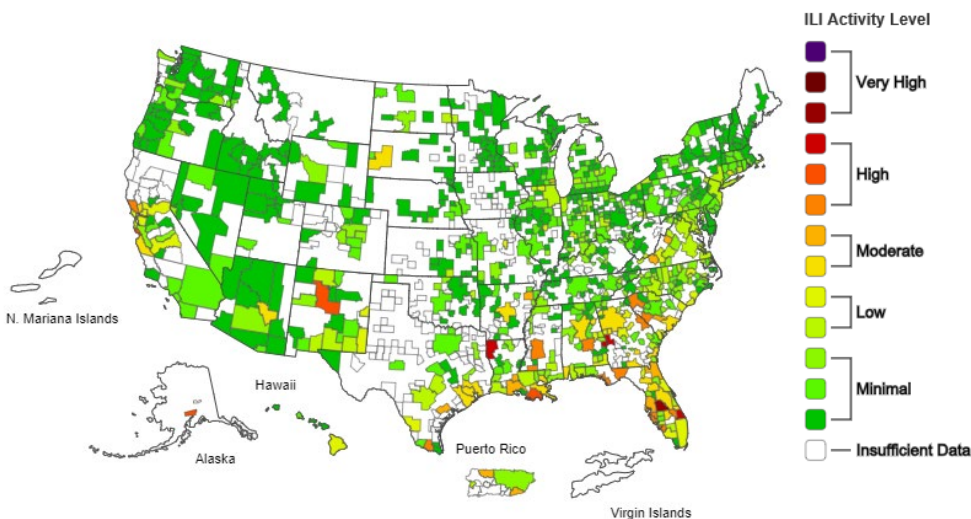 ILI Activity Level
Very High
High
Moderate
Low
Minimal
Insufficient Data
N. Mariana Islands
Hawaii
Alaska
Puerto Rico
Virgin Islands